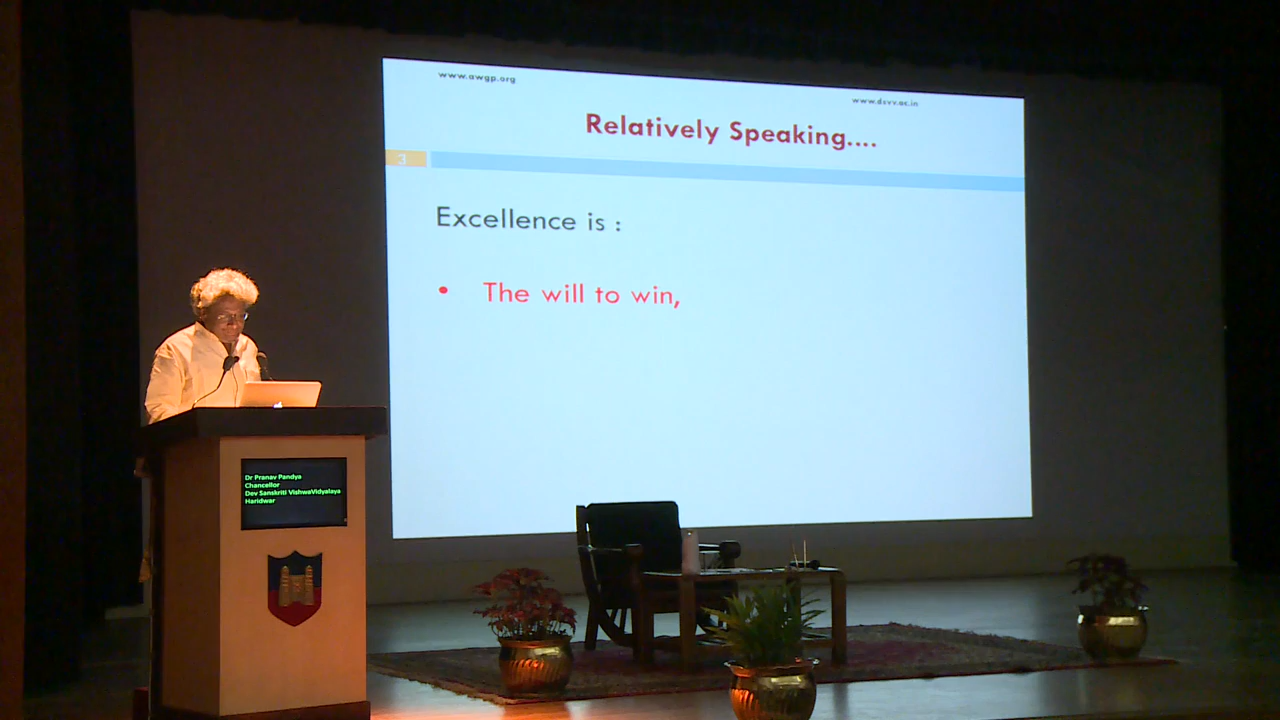 www.awgp.org
www.dsvv.ac.in
Relatively Speaking....
3
Excellence is :
• The will to win,
Dr Pranav Pandya
Chancellor
Dev Sanskriti VishwaVidyalaya
Haridwar